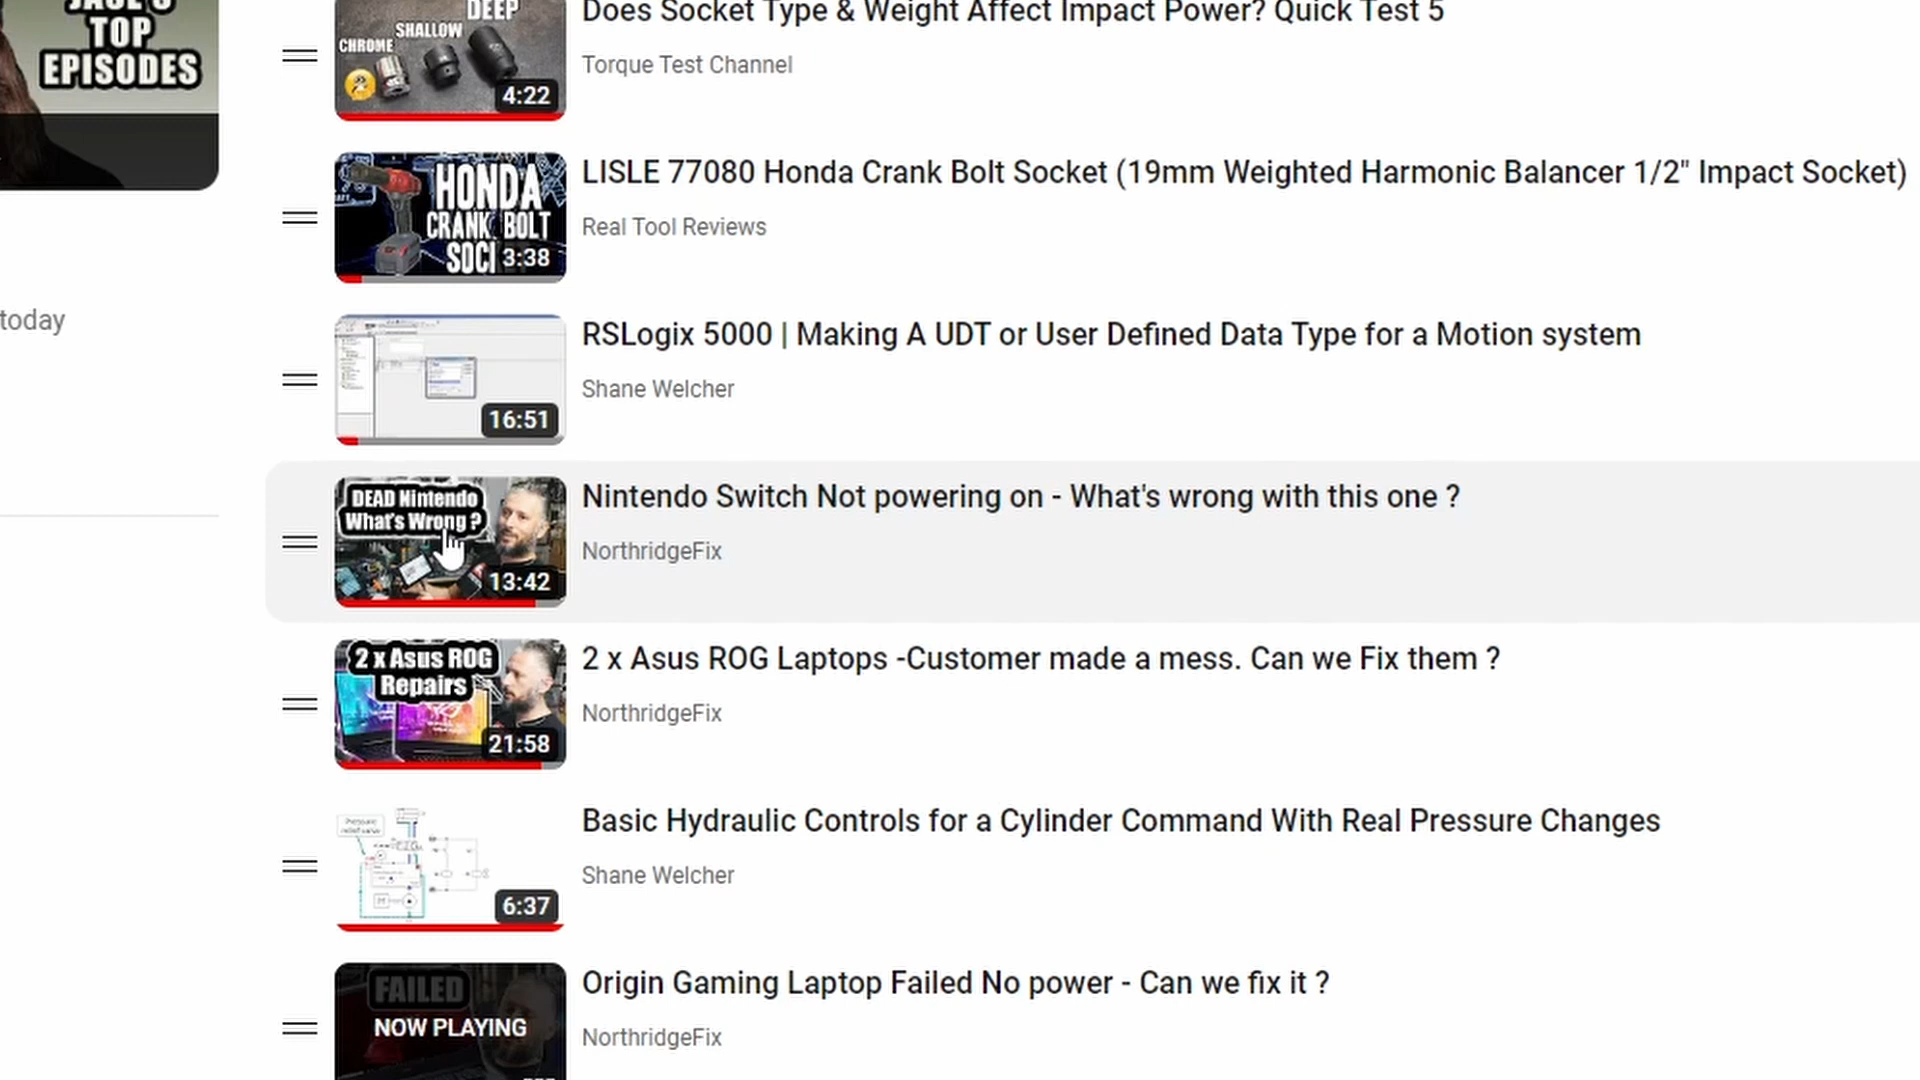 JASE'S
TOP
EPISODES
today
DEEP
SHALLOW
CHROME
4:22
Does Socket Type & Weight Affect Impact Power? Quick Test 5
Torque Test Channel
HONDA
CRANK BOLT
SOCKET
3:38
LISLE 77080 Honda Crank Bolt Socket (19mm Weighted Harmonic Balancer 1/2" Impact Socket)
Real Tool Reviews
16:51
RSLogix 5000 | Making A UDT or User Defined Data Type for a Motion system
Shane Welcher
DEAD Nintendo
What's Wrong ?
13:42
Nintendo Switch Not powering on - What's wrong with this one ?
NorthridgeFix
2 x Asus ROG
Repairs
21:58
2 x Asus ROG Laptops -Customer made a mess. Can we Fix them ?
NorthridgeFix
Pressure
relief valve
6:37
Basic Hydraulic Controls for a Cylinder Command With Real Pressure Changes
Shane Welcher
FAILED
NOW PLAYING
Origin Gaming Laptop Failed No power - Can we fix it ?
NorthridgeFix